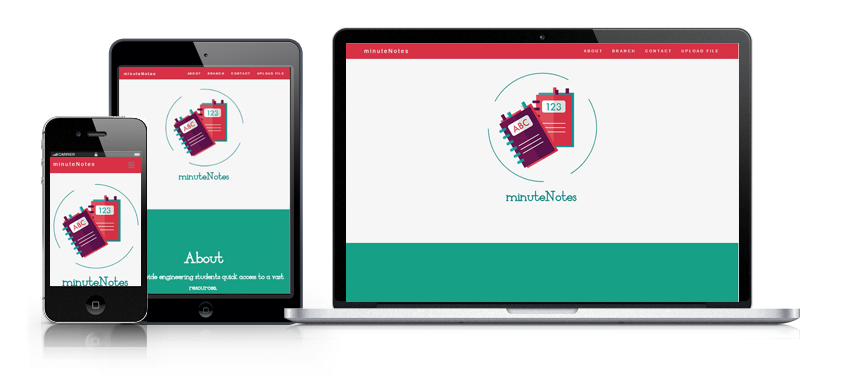 CARRIER
minuteNotes
ABC
123
minuteNotes
minuteNotes
ABOUT BRANCH CONTACT UPLOAD FILE
ABC
123
minuteNotes
About
vide engineering students quick access to a vast
resources.
minuteNotes
ABOUT BRANCH CONTACT UPLOAD FILE
ABC
123
minuteNotes